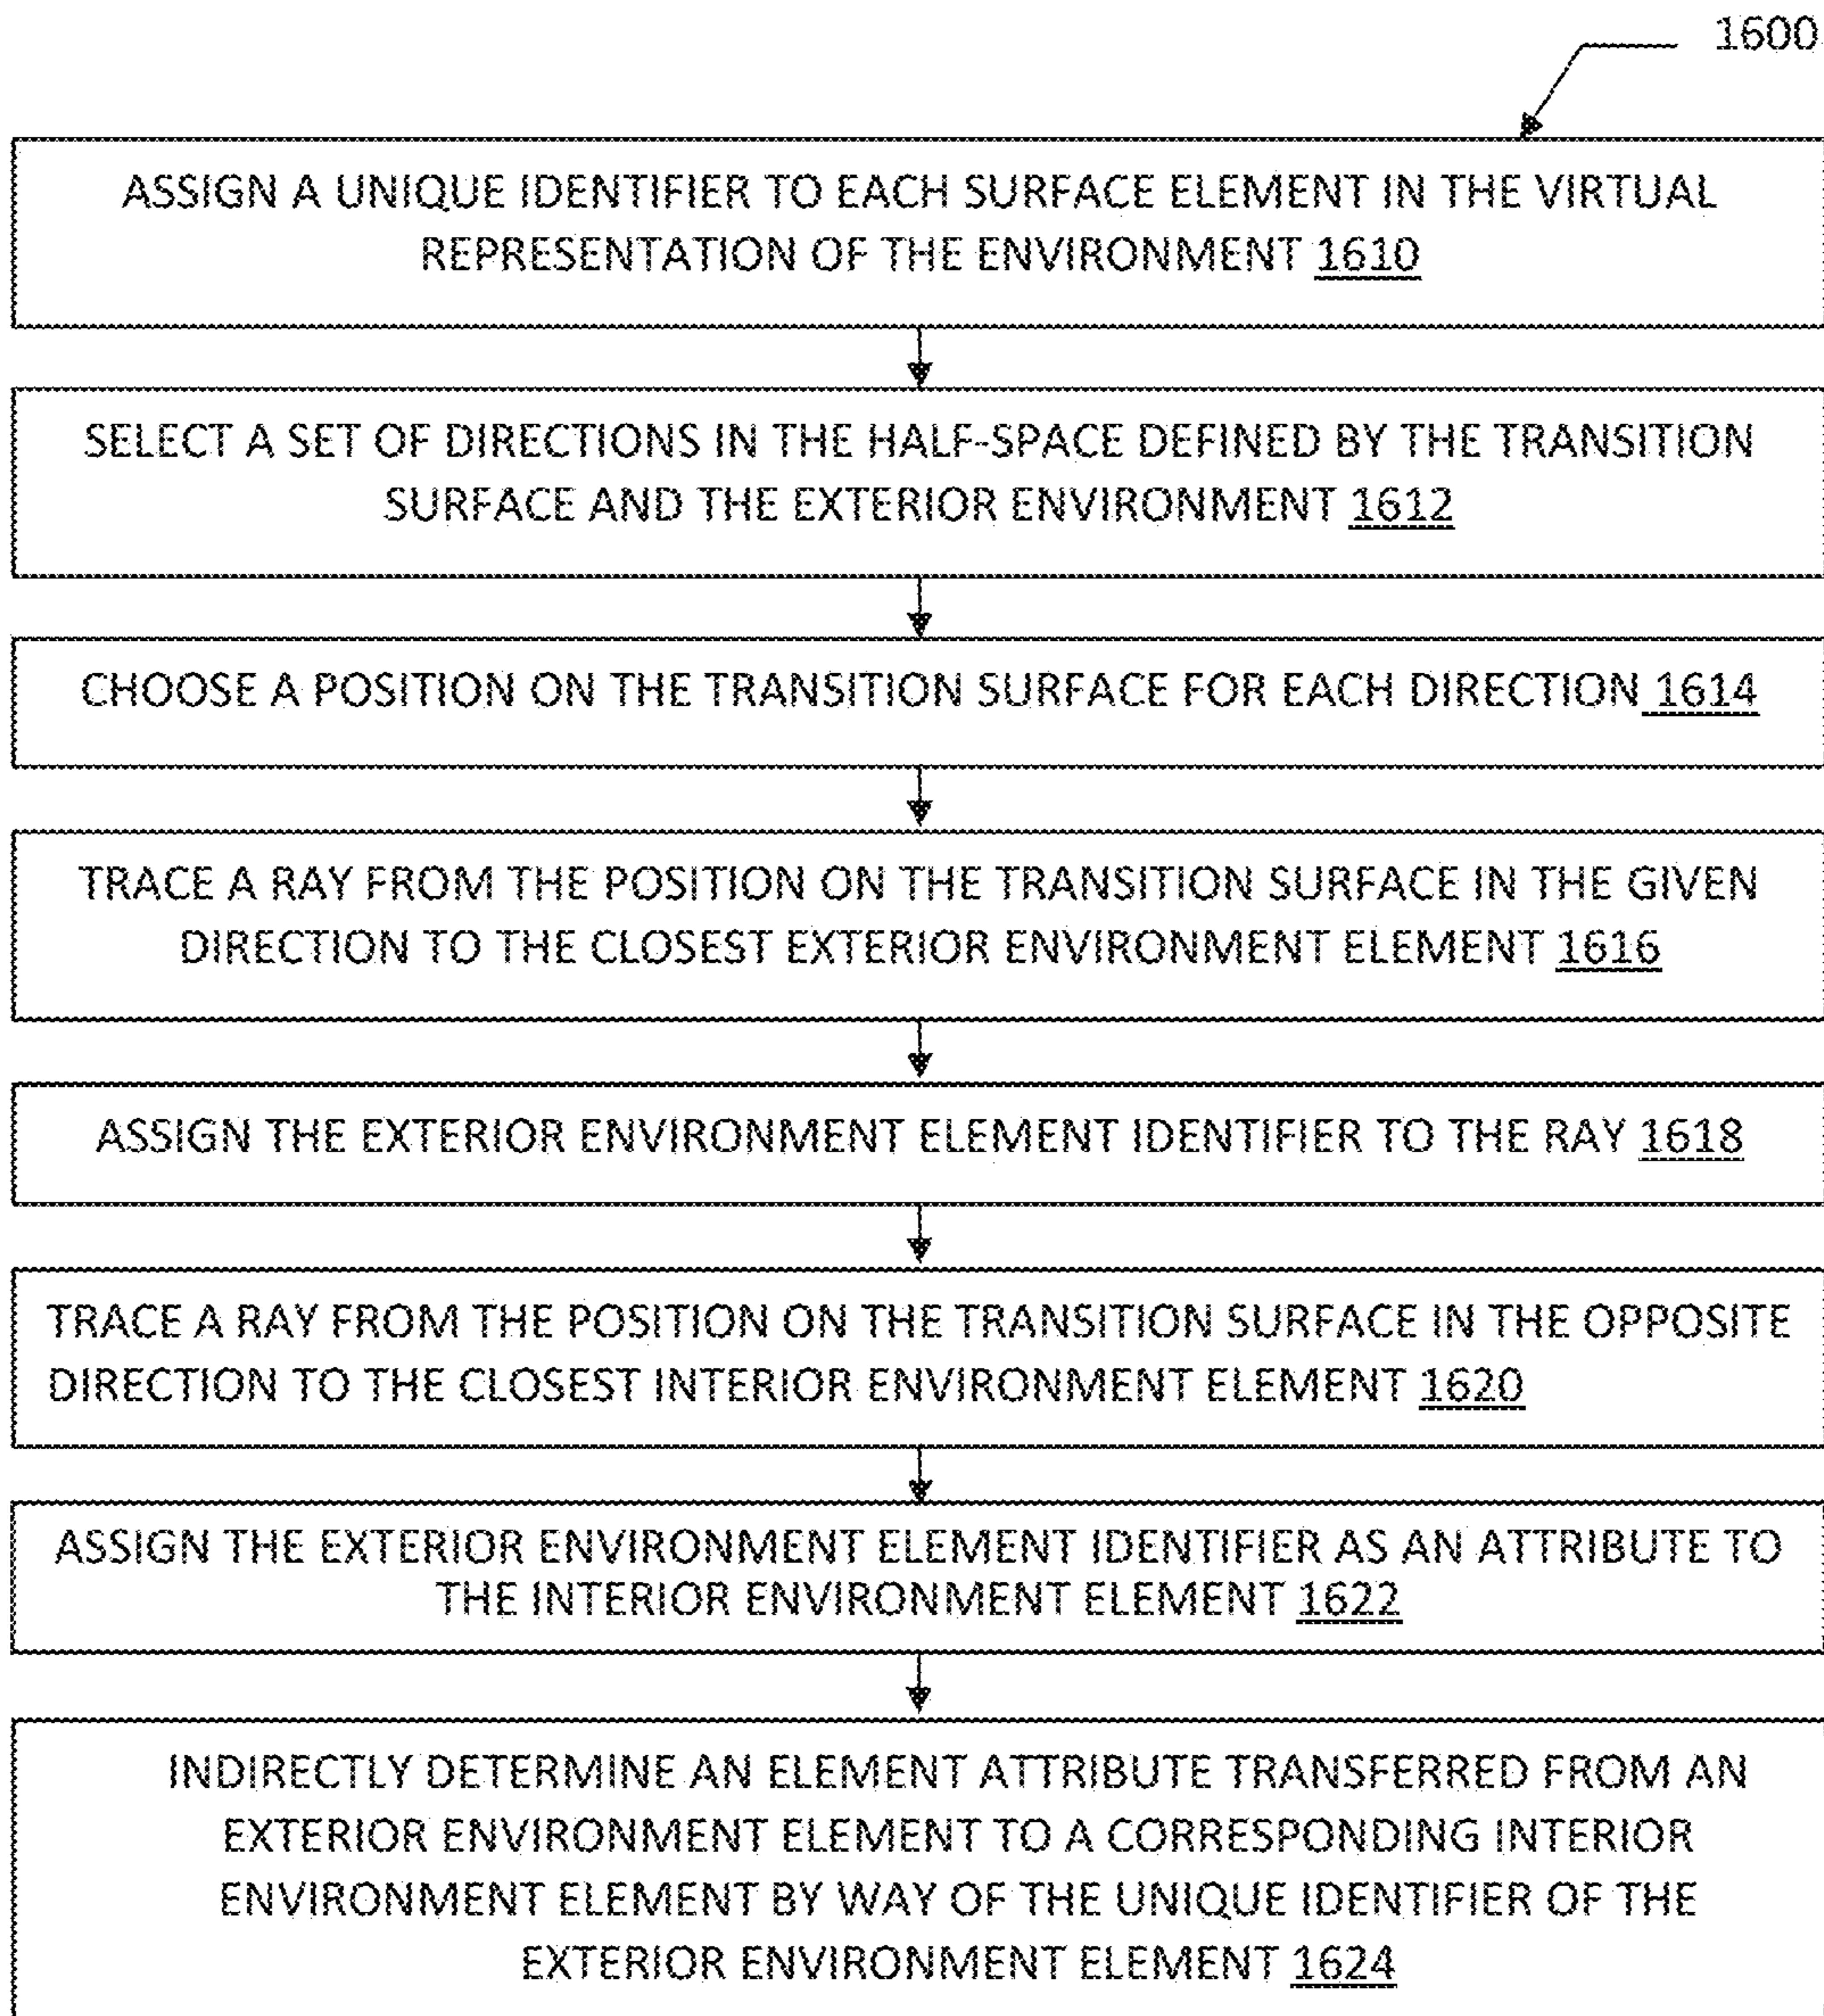 1600
ASSIGN A UNIQUE IDENTIFIER TO EACH SURFACE ELEMENT IN THE VIRTUAL
REPRESENTATION OF THE ENVIRONMENT 1610
SELECT A SET OF DIRECTIONS IN THE HALF-SPACE DEFINED BY THE TRANSITION
SURFACE AND THE EXTERIOR ENVIRONMENT 1612
CHOOSE A POSITION ON THE TRANSITION SURFACE FOR EACH DIRECTION 1614
TRACE A RAY FROM THE POSITION ON THE TRANSITION SURFACE IN THE GIVEN
DIRECTION TO THE CLOSEST EXTERIOR ENVIRONMENT ELEMENT 1616
ASSIGN THE EXTERIOR ENVIRONMENT ELEMENT IDENTIFIER TO THE RAY 1618
TRACE A RAY FROM THE POSITION ON THE TRANSITION SURFACE IN THE OPPOSITE
DIRECTION TO THE CLOSEST INTERIOR ENVIRONMENT ELEMENT 1620
ASSIGN THE EXTERIOR ENVIRONMENT ELEMENT IDENTIFIER AS AN ATTRIBUTE TO
THE INTERIOR ENVIRONMENT ELEMENT 1622
INDIRECTLY DETERMINE AN ELEMENT ATTRIBUTE TRANSFERRED FROM AN
EXTERIOR ENVIRONMENT ELEMENT TO A CORRESPONDING INTERIOR
ENVIRONMENT ELEMENT BY WAY OF THE UNIQUE IDENTIFIER OF THE
EXTERIOR ENVIRONMENT ELEMENT 1624